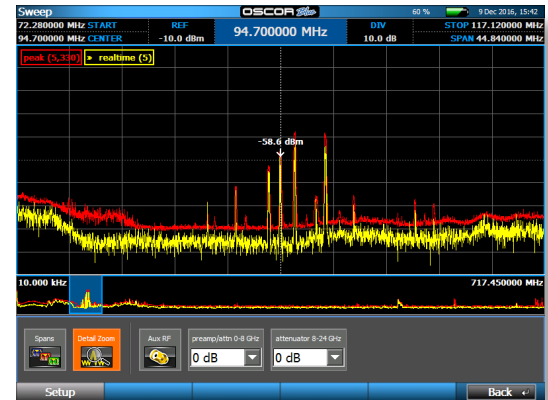 Sweep OSCOR Blue 60 % 9 Dec 2016, 15:42
72.280000 MHz START REF 94.700000 MHz DIV STOP 117.120000 MHz
94.700000 MHz CENTER -10.0 dBm 10.0 dB SPAN 44.840000 MHz
peak (5,330) » realtime (5)
-58.6 dBm
10.000 kHz 717.450000 MHz
Spans Detail Zoom Aux RF preamp/attn 0-8 GHz attenuator 8-24 GHz
0 dB 0 dB
Setup Back